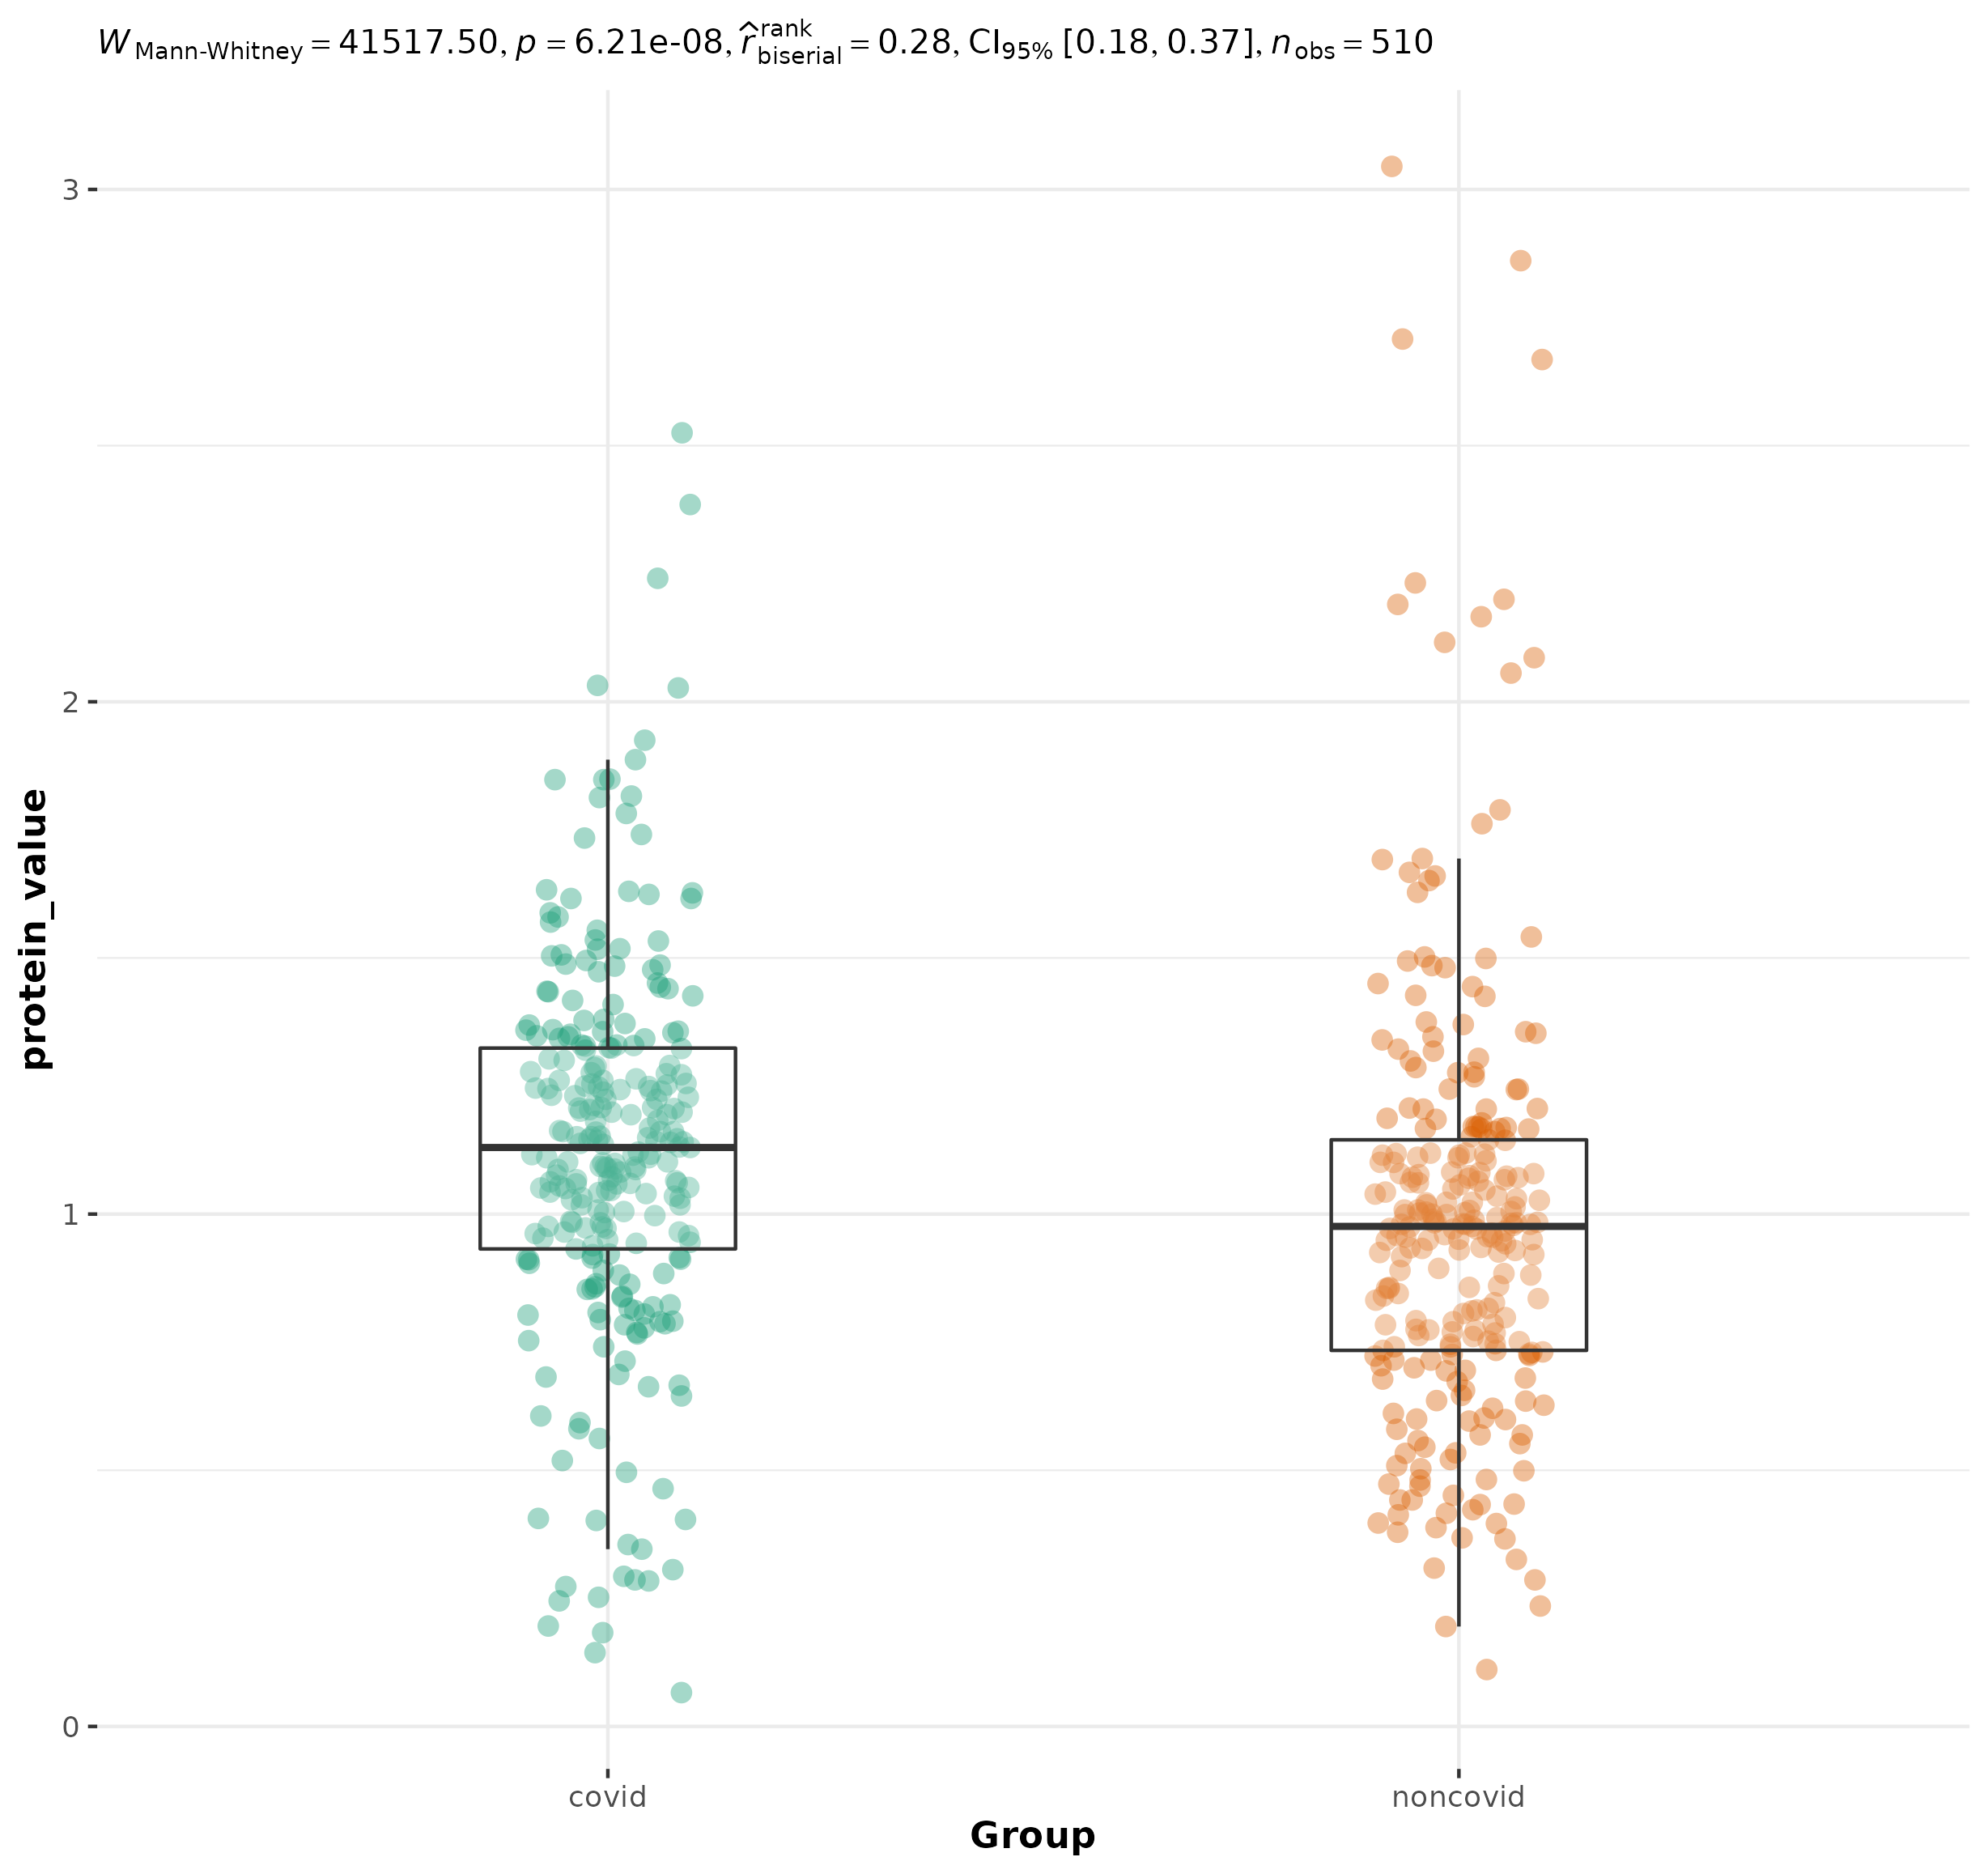 W Mann-Whitney = 41517.50, p = 6.21e-08, r̂ rank biserial = 0.28, CI95% [0.18, 0.37], n obs = 510
3
2
1
0
protein_value
covid noncovid
Group